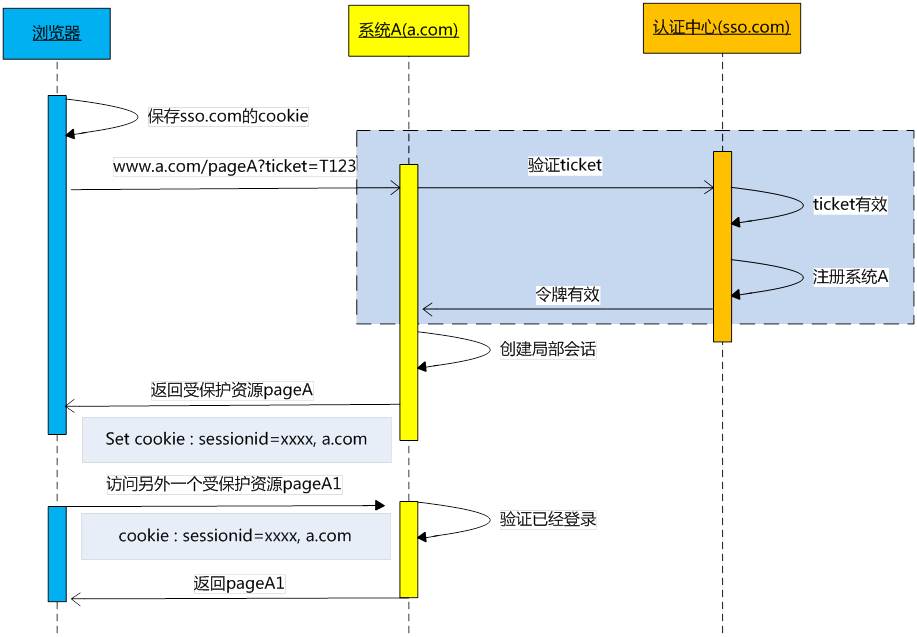 浏览器
系统A(a.com)
认证中心(sso.com)
保存sso.com的cookie
www.a.com/pageA?ticket=T123
验证ticket
ticket有效
注册系统A
令牌有效
创建局部会话
返回受保护资源pageA
Set cookie : sessionid=xxxx, a.com
访问另外一个受保护资源pageA1
验证已经登录
cookie : sessionid=xxxx, a.com
返回pageA1